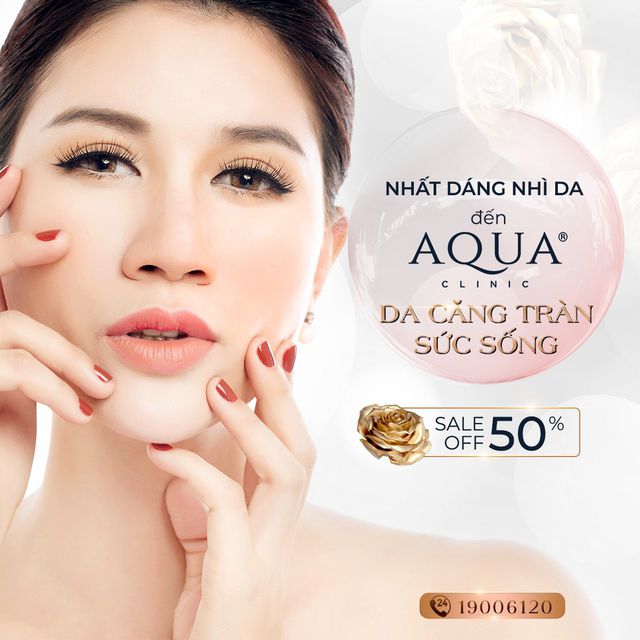 NHẤT DÁNG NHÌ DA
đến
AQUA®
CLINIC
DA CĂNG TRÀN
SỨC SỐNG
SALE
OFF 50%
24 19006120